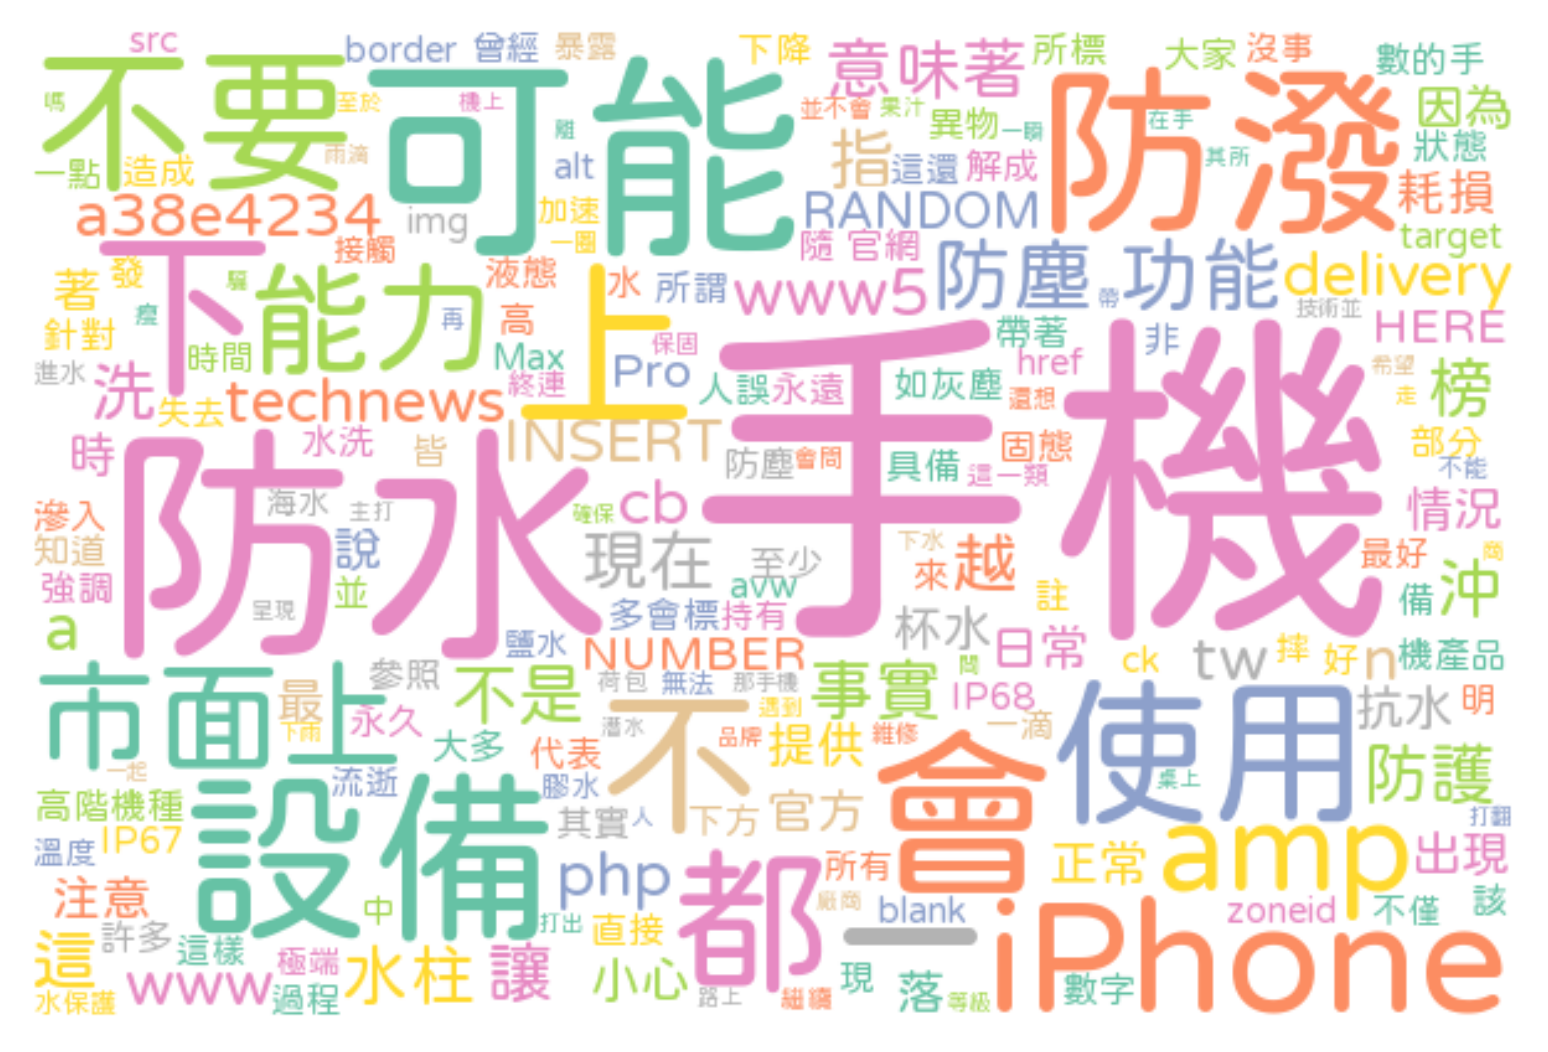 src
border
曾經
暴露
下降
意味著
所標
大家
沒事
數的手
不要
可能
防潑
因為
嗎
至於
機上
並不會
果汁
異物
一瞬
在手
雨滴
離
alt
指
這還
解成
其所
狀態
一點
造成
a38e4234
img
加速
RANDOM
耗損
target
下
接觸
一圈
隨
官網
防塵
功能
delivery
著
發
能力
液態
水
所謂
www5
帶
技術並
HERE
針對
再
高
上
帶著
非
時間
Max
保固
Pro
href
進水
洗
終連
人誤
永遠
如灰塵
希望
榜
失去
technews
還想
走
時
水洗
皆
INSERT
手機
固態
部分
防塵
會問
具備
這一類
不能
防水
海水
主打
確保
cb
情況
滲入
知道
說
現在
至少
下水
來
越
最好
商
強調
呈現
並
avw
註
備
沖
a
多會標
持有
杯水
鹽水
NUMBER
日常
ck
tw
摔
好
n
機產品
市面上
參照
不是
荷包
無法
那手機
事實
問
IP68
使用
抗水
明
最
下雨
永久
潛水
不
品牌
遇到
維修
一滴
大多
代表
提供
會
防護
一起
流逝
膠水
桌上
高階機種
設備
其實
人
下方
官方
打翻
溫度
IP67
amp
出現
正常
php
都
所有
注意
中
打出
直接
廠商
一
blank
zoneid
不僅
該
iPhone
這
許多
這樣
極端
水柱
讓
小心
現
落
數字
水保護
www
過程
路上
繼續
等級